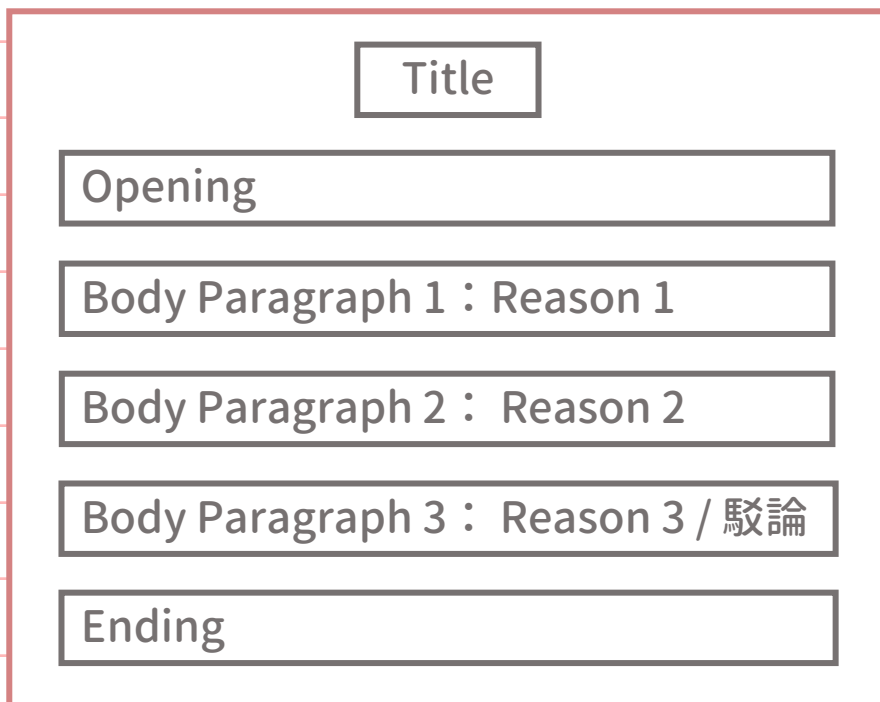 Title
Opening
Body Paragraph 1：Reason 1
Body Paragraph 2： Reason 2
Body Paragraph 3： Reason 3 / 駁論
Ending